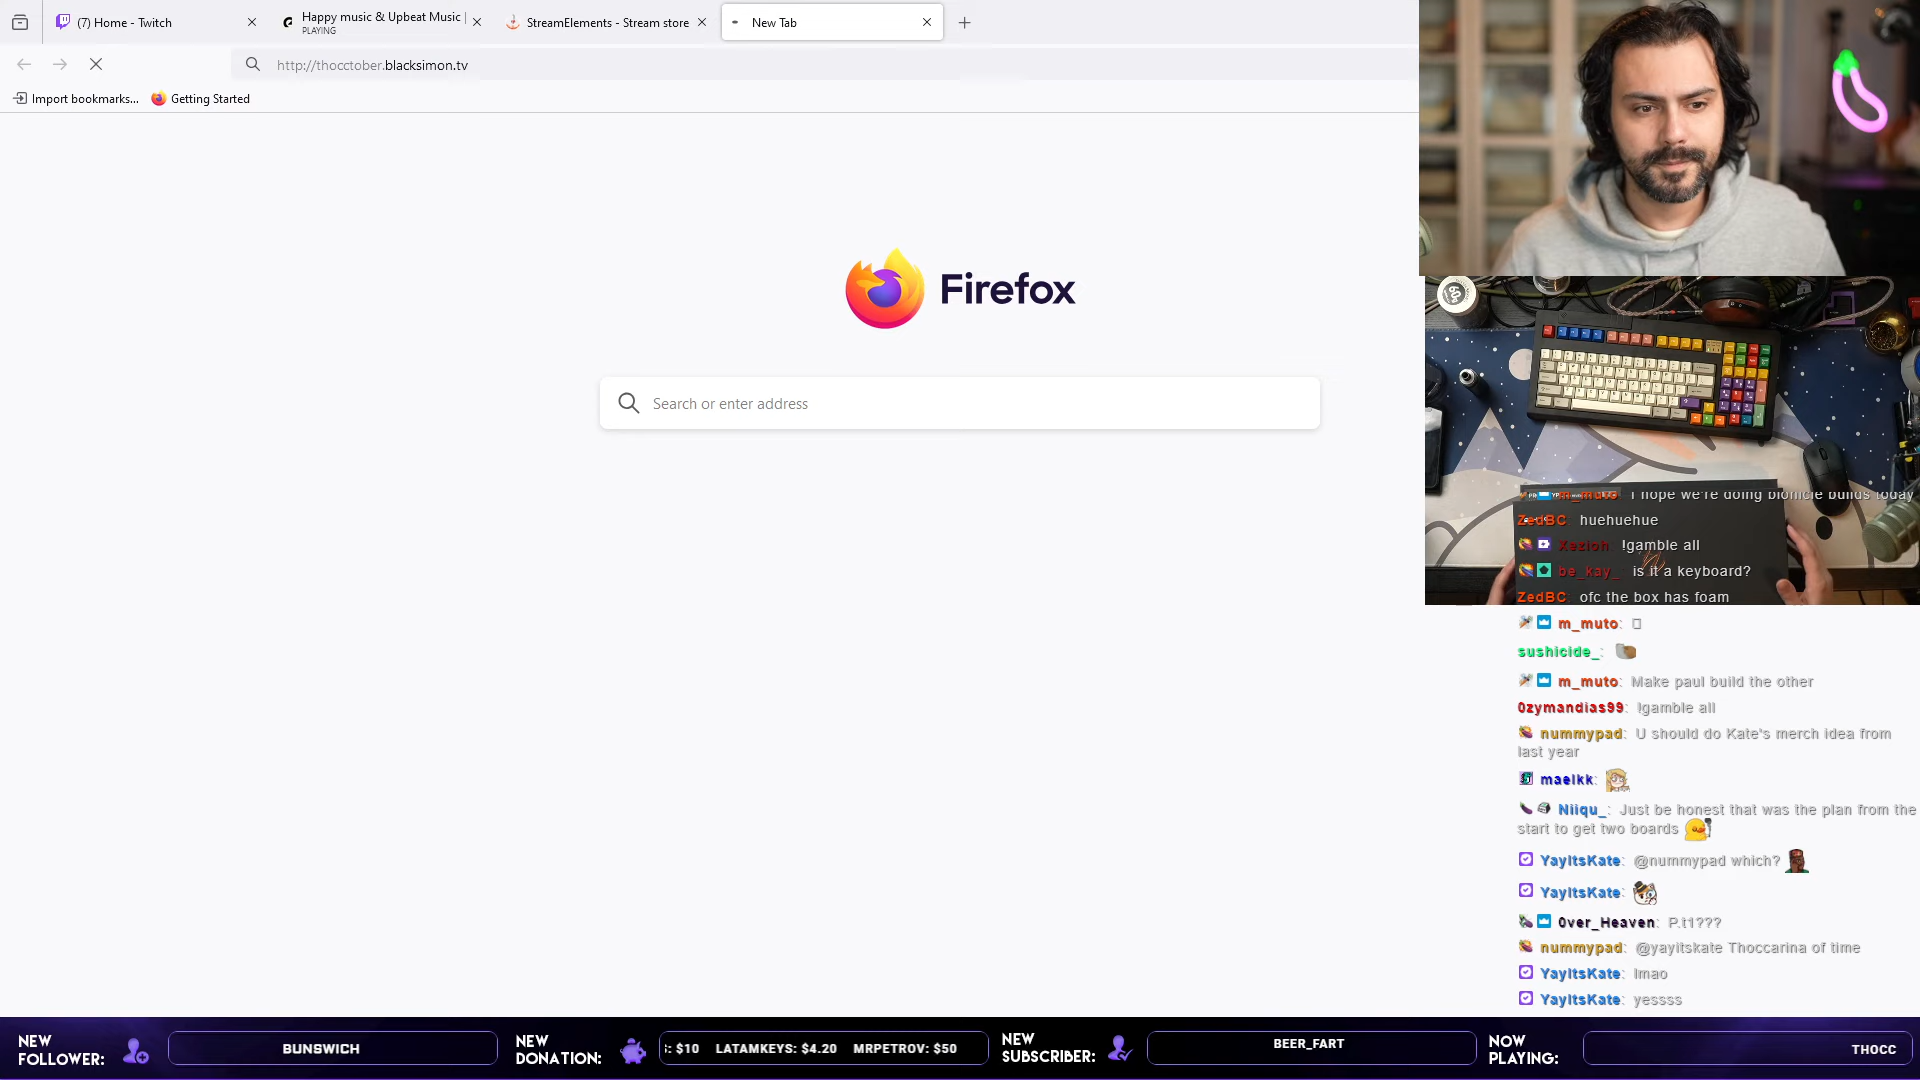 (7) Home - Twitch
Happy music & Upbeat Music |
PLAYING
StreamElements - Stream store
New Tab
http://thocctober.blacksimon.tv
Import bookmarks...
Getting Started
Firefox
Search or enter address
m_muto: I hope we're doing bionicle builds today
ZedBC huehuehue
Xezioh !gamble all
be_kay_ is it a keyboard?
ZedBC ofc the box has foam
m_muto:
sushicide_:
m_muto: Make paul build the other
0zymandias99: !gamble all
nummypad: U should do Kate's merch idea from
last year
maelkk:
Niiqu_: Just be honest that was the plan from the
start to get two boards
YayItsKate: @nummypad which?
YayItsKate:
0ver_Heaven: P.t1???
nummypad: @yayitskate Thoccarina of time
YayItsKate: lmao
YayItsKate: yessss
NEW
FOLLOWER:
BUNSWICH
NEW
DONATION:
: $10 LATAMKEYS: $4.20 MRPETROV: $50
NEW
SUBSCRIBER:
BEER_FART
NOW
PLAYING:
THOCC